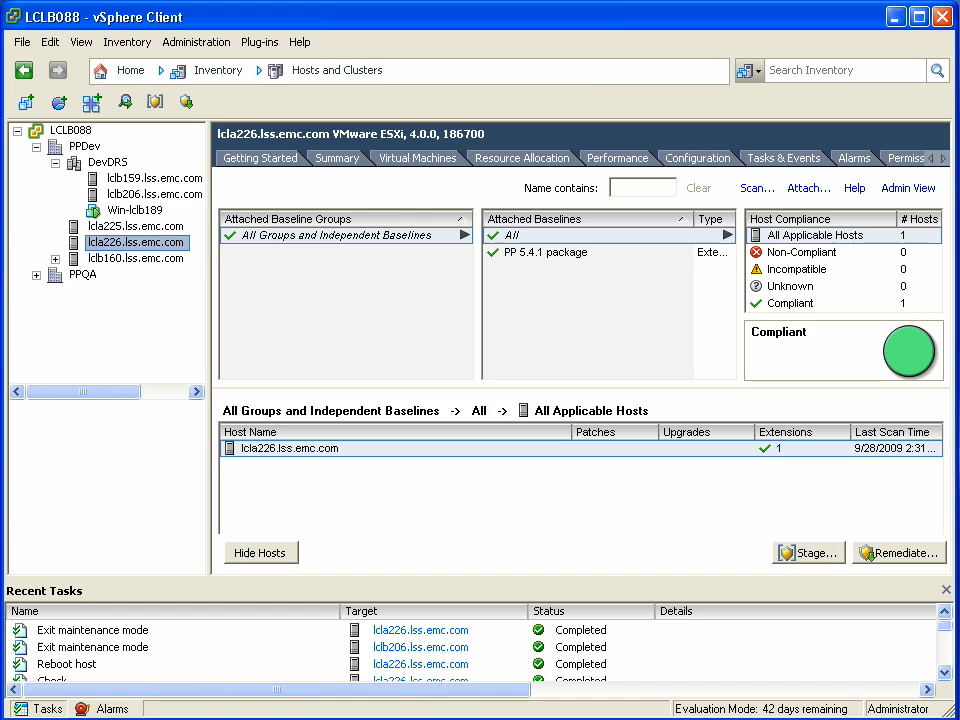 LCLB088 - vSphere Client
File Edit View Inventory Administration Plug-ins Help
Home Inventory Hosts and Clusters Search Inventory
LCLB088
PPDev
DevDRS
lclb159.lss.emc.com
lclb206.lss.emc.com
Win-lclb189
lcla225.lss.emc.com
lcla226.lss.emc.com
lclb160.lss.emc.com
PPQA
lcla226.lss.emc.com VMware ESXi, 4.0.0, 186700
Getting Started Summary Virtual Machines Resource Allocation Performance Configuration Tasks & Events Alarms Permiss
Name contains: Clear Scan... Attach... Help Admin View
Attached Baseline Groups
All Groups and Independent Baselines
Attached Baselines Type
All
PP 5.4.1 package Exte...
Host Compliance # Hosts
All Applicable Hosts 1
Non-Compliant 0
Incompatible 0
Unknown 0
Compliant 1
Compliant
All Groups and Independent Baselines -> All -> All Applicable Hosts
Host Name Patches Upgrades Extensions Last Scan Time
lcla226.lss.emc.com 1 9/28/2009 2:31...
Hide Hosts Stage... Remediate...
Recent Tasks
Name Target Status Details
Exit maintenance mode lcla226.lss.emc.com Completed
Exit maintenance mode lclb206.lss.emc.com Completed
Reboot host lcla226.lss.emc.com Completed
Check lcla226.lss.emc.com Completed
Tasks Alarms Evaluation Mode: 42 days remaining Administrator